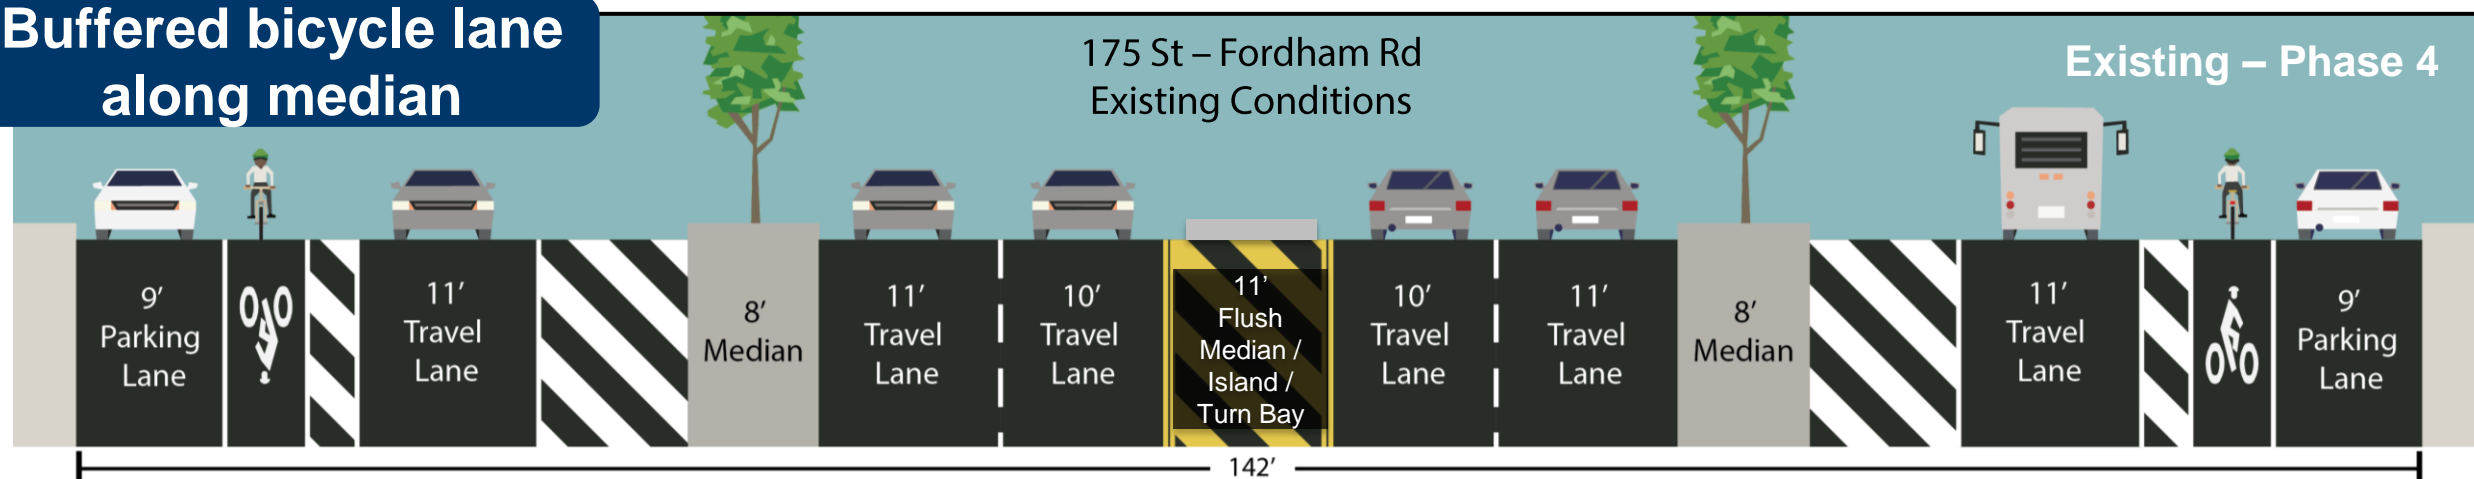 Buffered bicycle lane
along median
175 St – Fordham Rd
Existing Conditions
Existing – Phase 4
9’
Parking
Lane
11’
Travel
Lane
8’
Median
11’
Travel
Lane
10’
Travel
Lane
11’
Flush
Median /
Island /
Turn Bay
10’
Travel
Lane
11’
Travel
Lane
8’
Median
11’
Travel
Lane
9’
Parking
Lane
142’